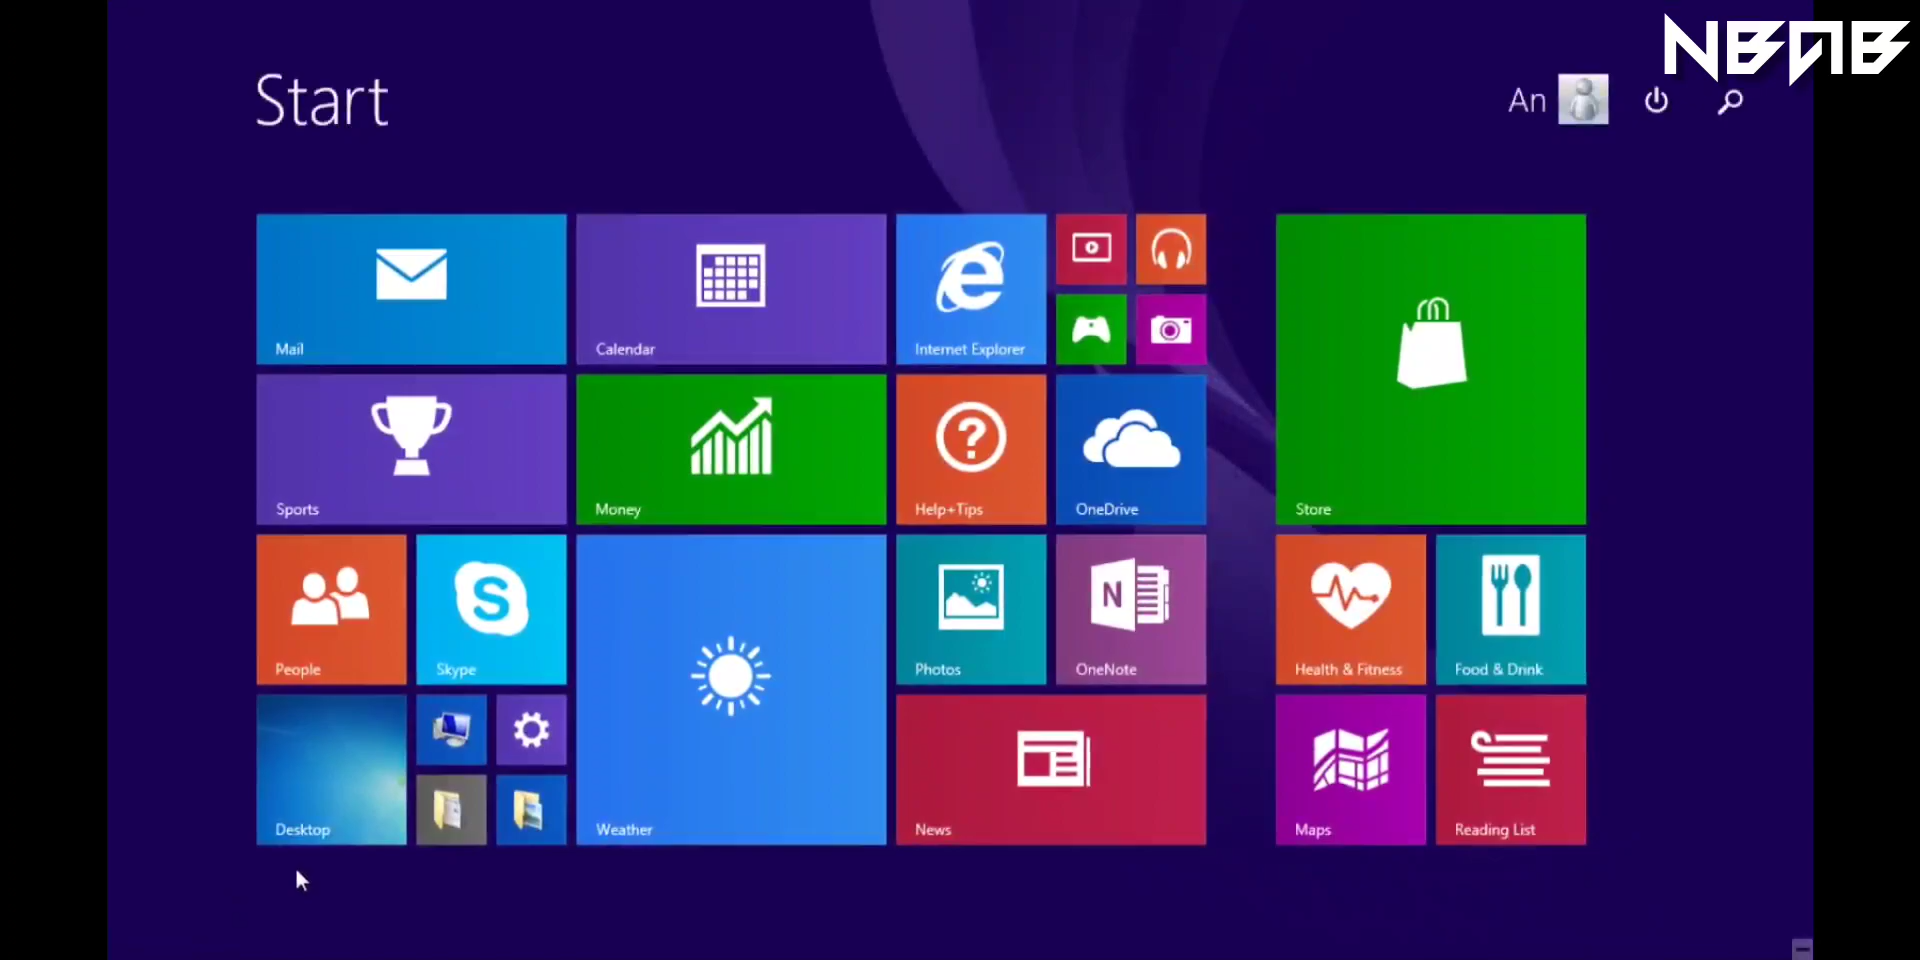 NBAB
Start
An
Mail
Calendar
Internet Explorer
Sports
Money
Help+Tips
OneDrive
Store
People
Skype
Photos
OneNote
Health & Fitness
Food & Drink
Desktop
Weather
News
Maps
Reading List